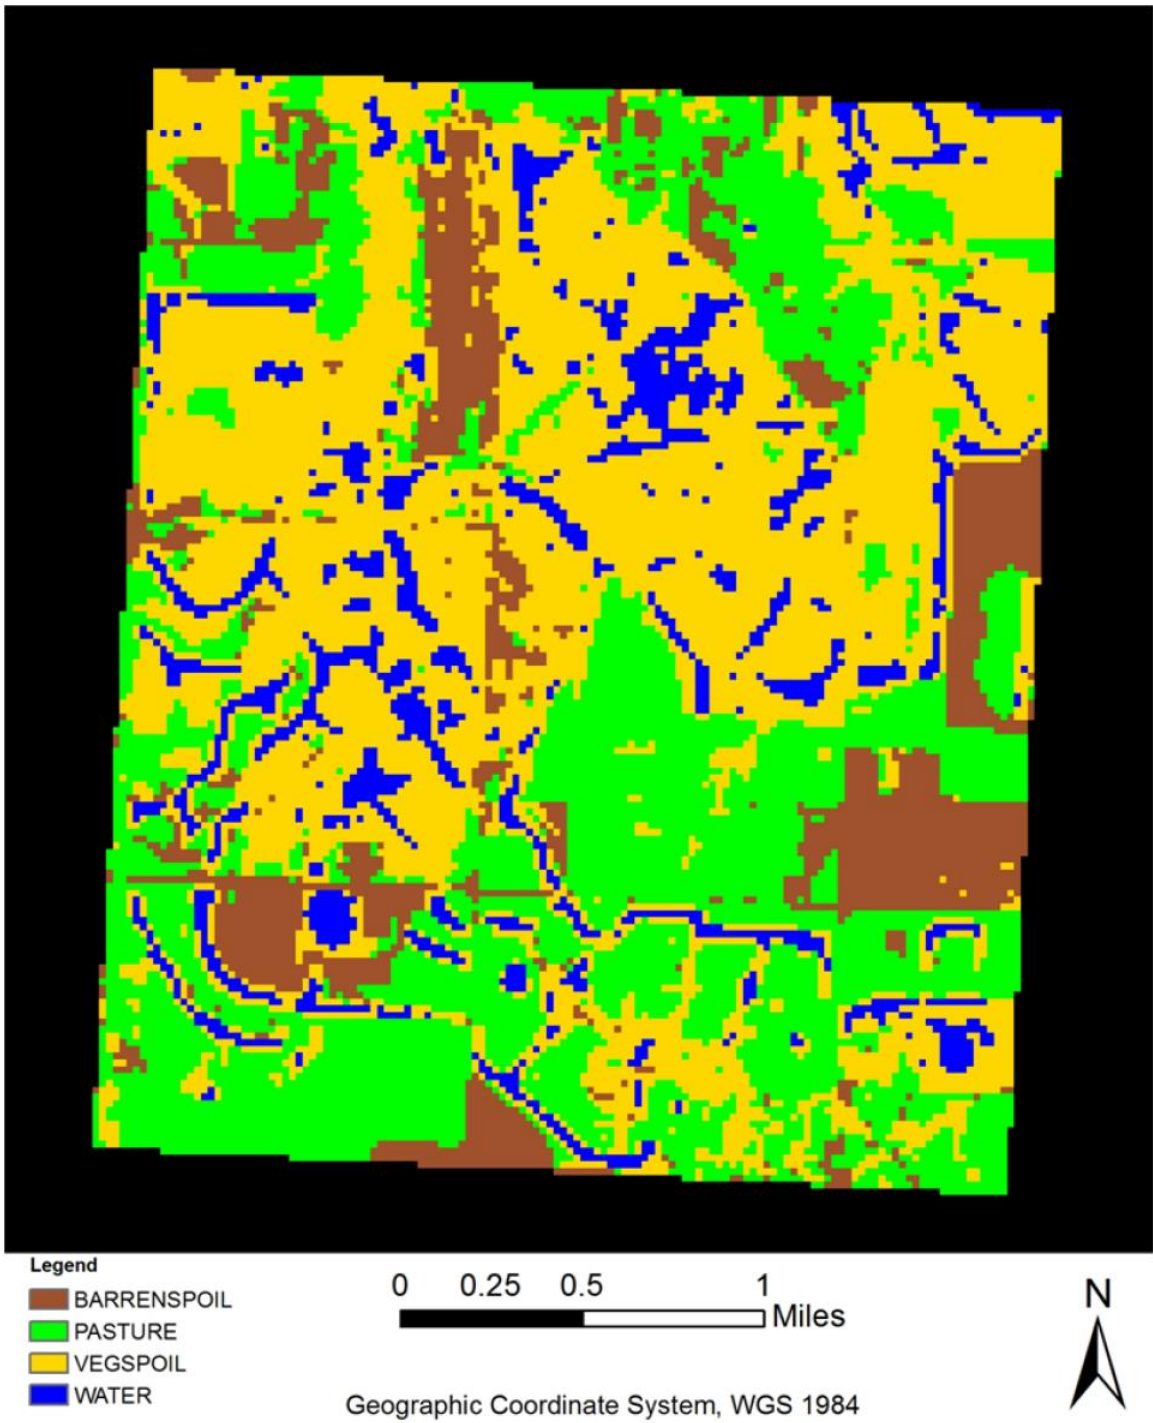 Legend
BARRENSPOIL
PASTURE
VEGSPOIL
WATER
0 0.25 0.5 1
Miles
N
Geographic Coordinate System, WGS 1984